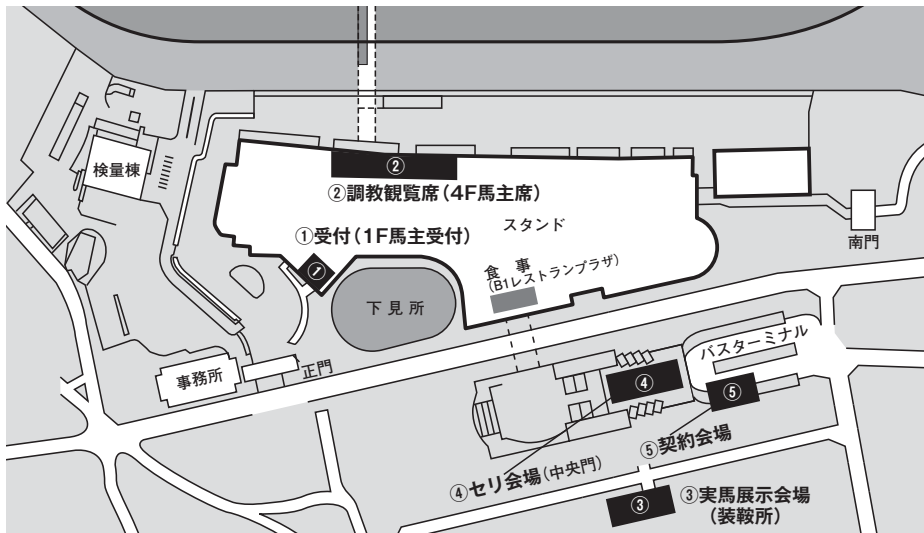 検量棟
②
②調教観覧席（4F馬主席）
スタンド
①受付（1F馬主受付）
①
南門
食　事
（B1レストランプラザ）
下見所
バスターミナル
正門
事務所
④
⑤
⑤契約会場
④セリ会場（中央門）
③
③実馬展示会場
（装鞍所）